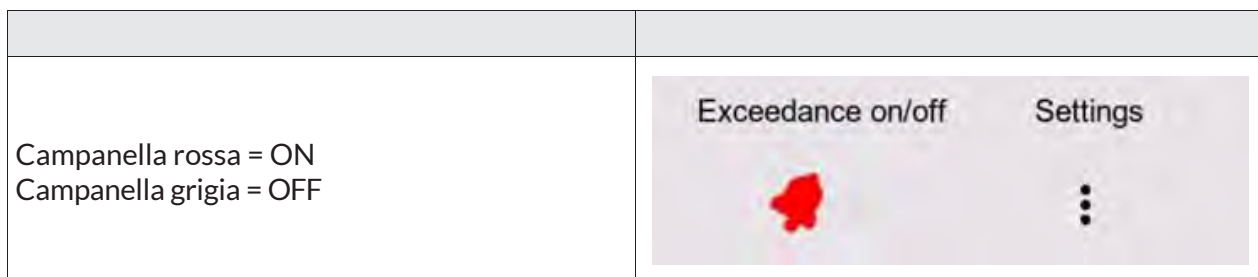 Campanella rossa = ON
Campanella grigia = OFF
Exceedance on/off Settings